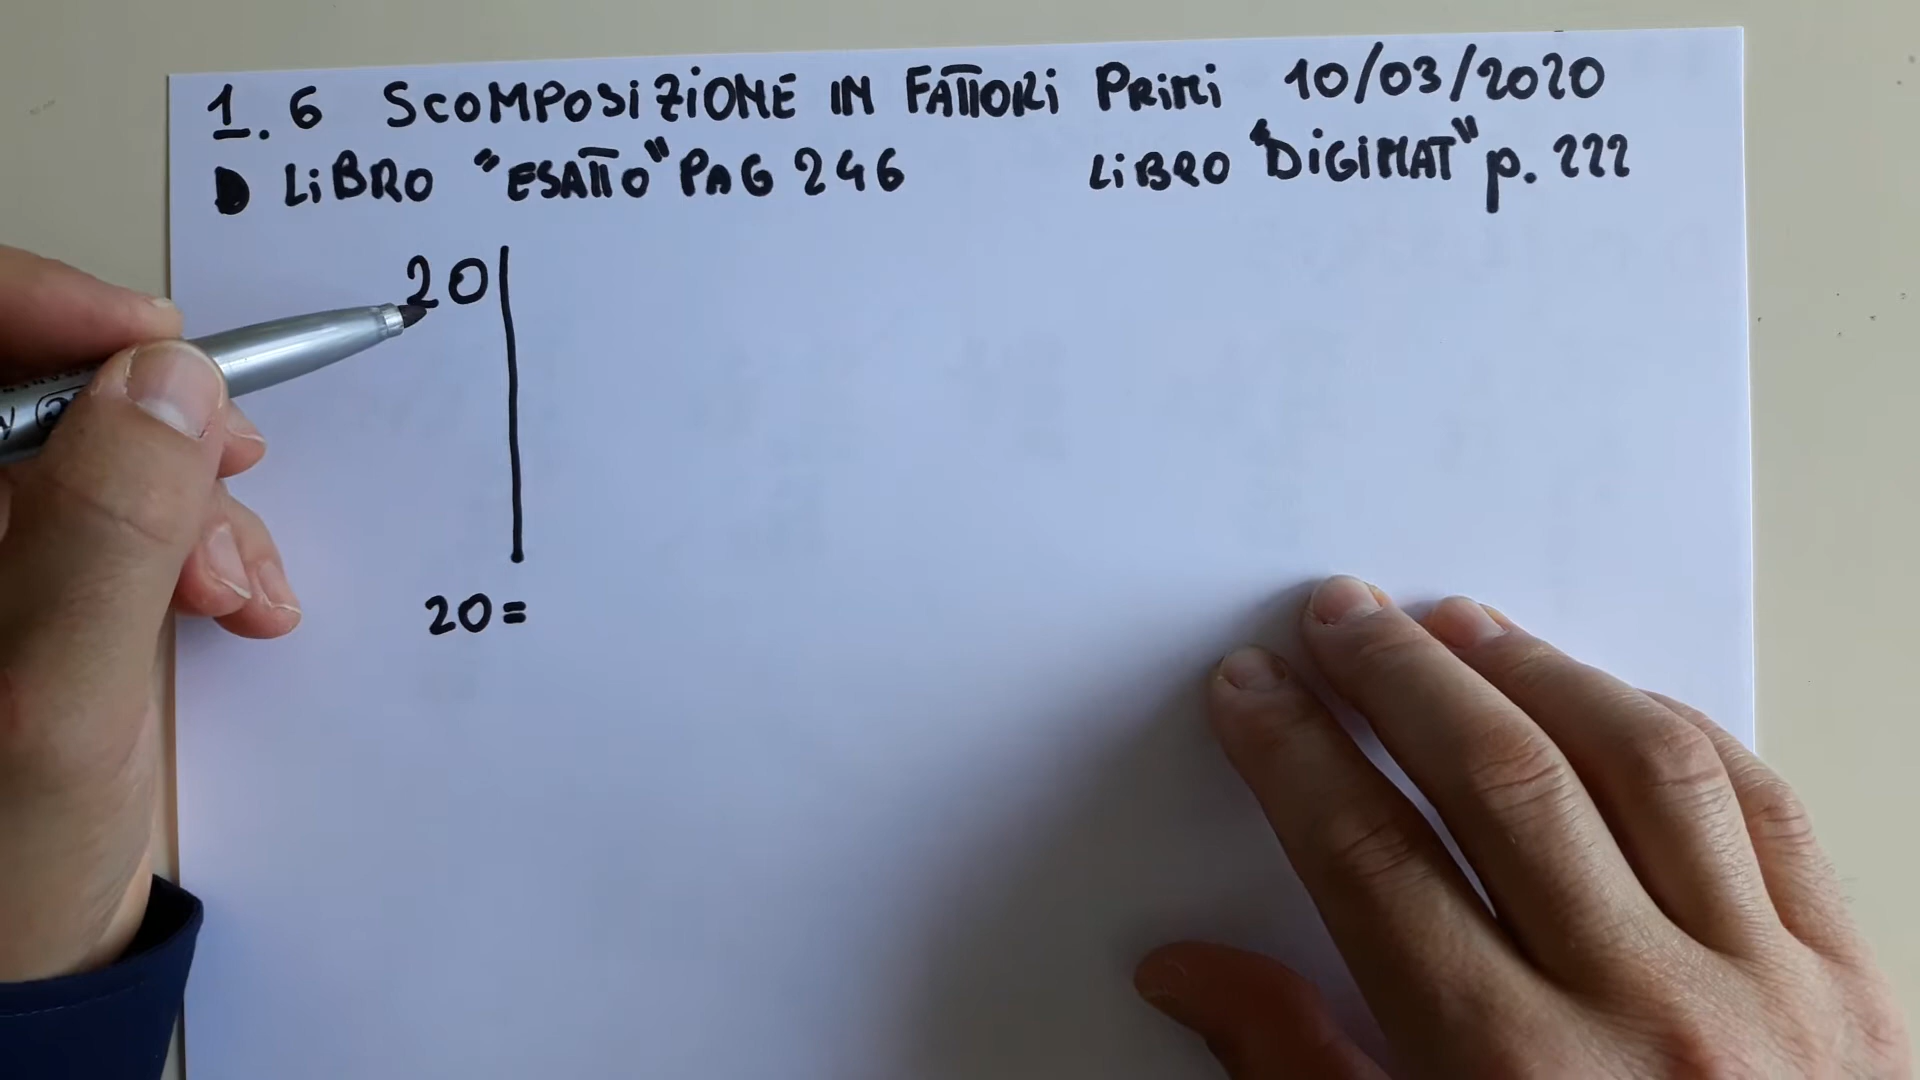 1.6 SCOMPOSIZIONE IN FATTORI PRIMI 10/03/2020
D LIBRO "ESATTO" PAG 246 LIBRO "DIGIMAT" p. 222
20
20=